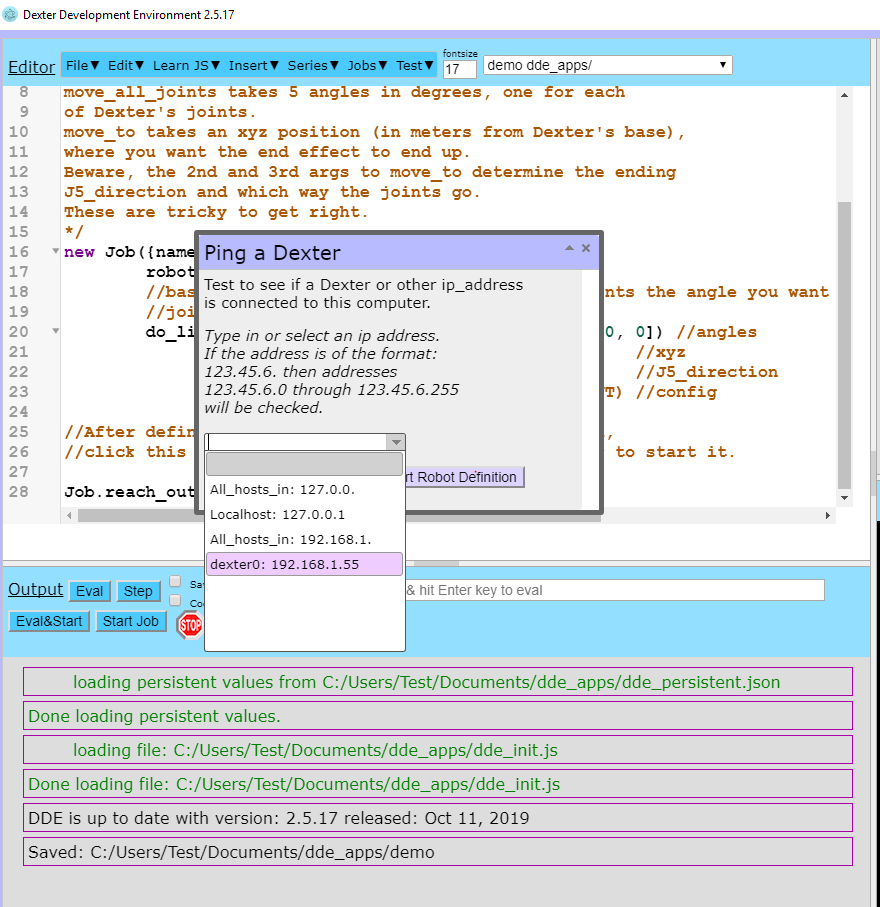 Dexter Development Environment 2.5.17
Editor File▼ Edit▼ Learn JS▼ Insert▼ Series▼ Jobs▼ Test▼ fontsize 17 demo dde_apps/
8 move_all_joints takes 5 angles in degrees, one for each
9 of Dexter's joints.
10 move_to takes an xyz position (in meters from Dexter's base),
11 where you want the end effect to end up.
12 Beware, the 2nd and 3rd args to move_to determine the ending
13 J5_direction and which way the joints go.
14 These are tricky to get right.
15 */
16 new Job({name
17 robot
18 //bas nts the angle you want
19 //joi
20 do_li 0, 0]) //angles
21 //xyz
22 //J5_direction
23 T) //config
24
25 //After defin ,
26 //click this to start it.
27
28 Job.reach_out
Ping a Dexter
Test to see if a Dexter or other ip_address
is connected to this computer.
Type in or select an ip address.
If the address is of the format:
123.45.6. then addresses
123.45.6.0 through 123.45.6.255
will be checked.
rt Robot Definition
All_hosts_in: 127.0.0.
Localhost: 127.0.0.1
All_hosts_in: 192.168.1.
dexter0: 192.168.1.55
Output Eval Step Sa & hit Enter key to eval
Co
Eval&Start Start Job STOP
loading persistent values from C:/Users/Test/Documents/dde_apps/dde_persistent.json
Done loading persistent values.
loading file: C:/Users/Test/Documents/dde_apps/dde_init.js
Done loading file: C:/Users/Test/Documents/dde_apps/dde_init.js
DDE is up to date with version: 2.5.17 released: Oct 11, 2019
Saved: C:/Users/Test/Documents/dde_apps/demo